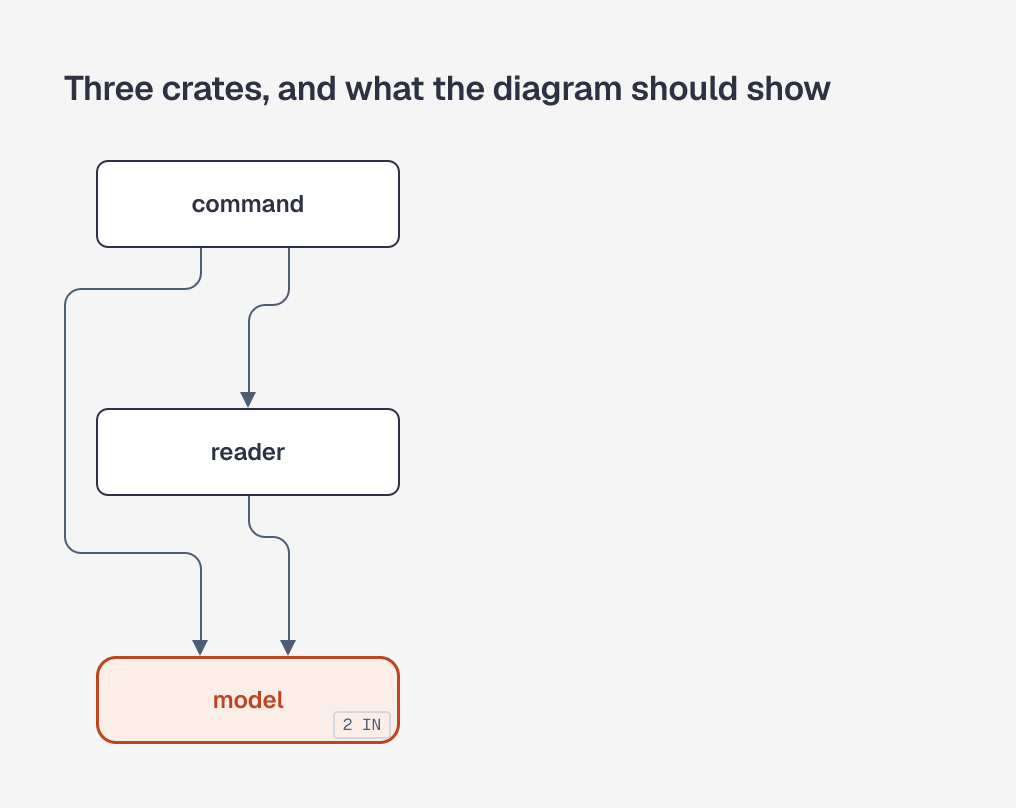 Three crates, and what the diagram should show
command
reader
model
2 IN